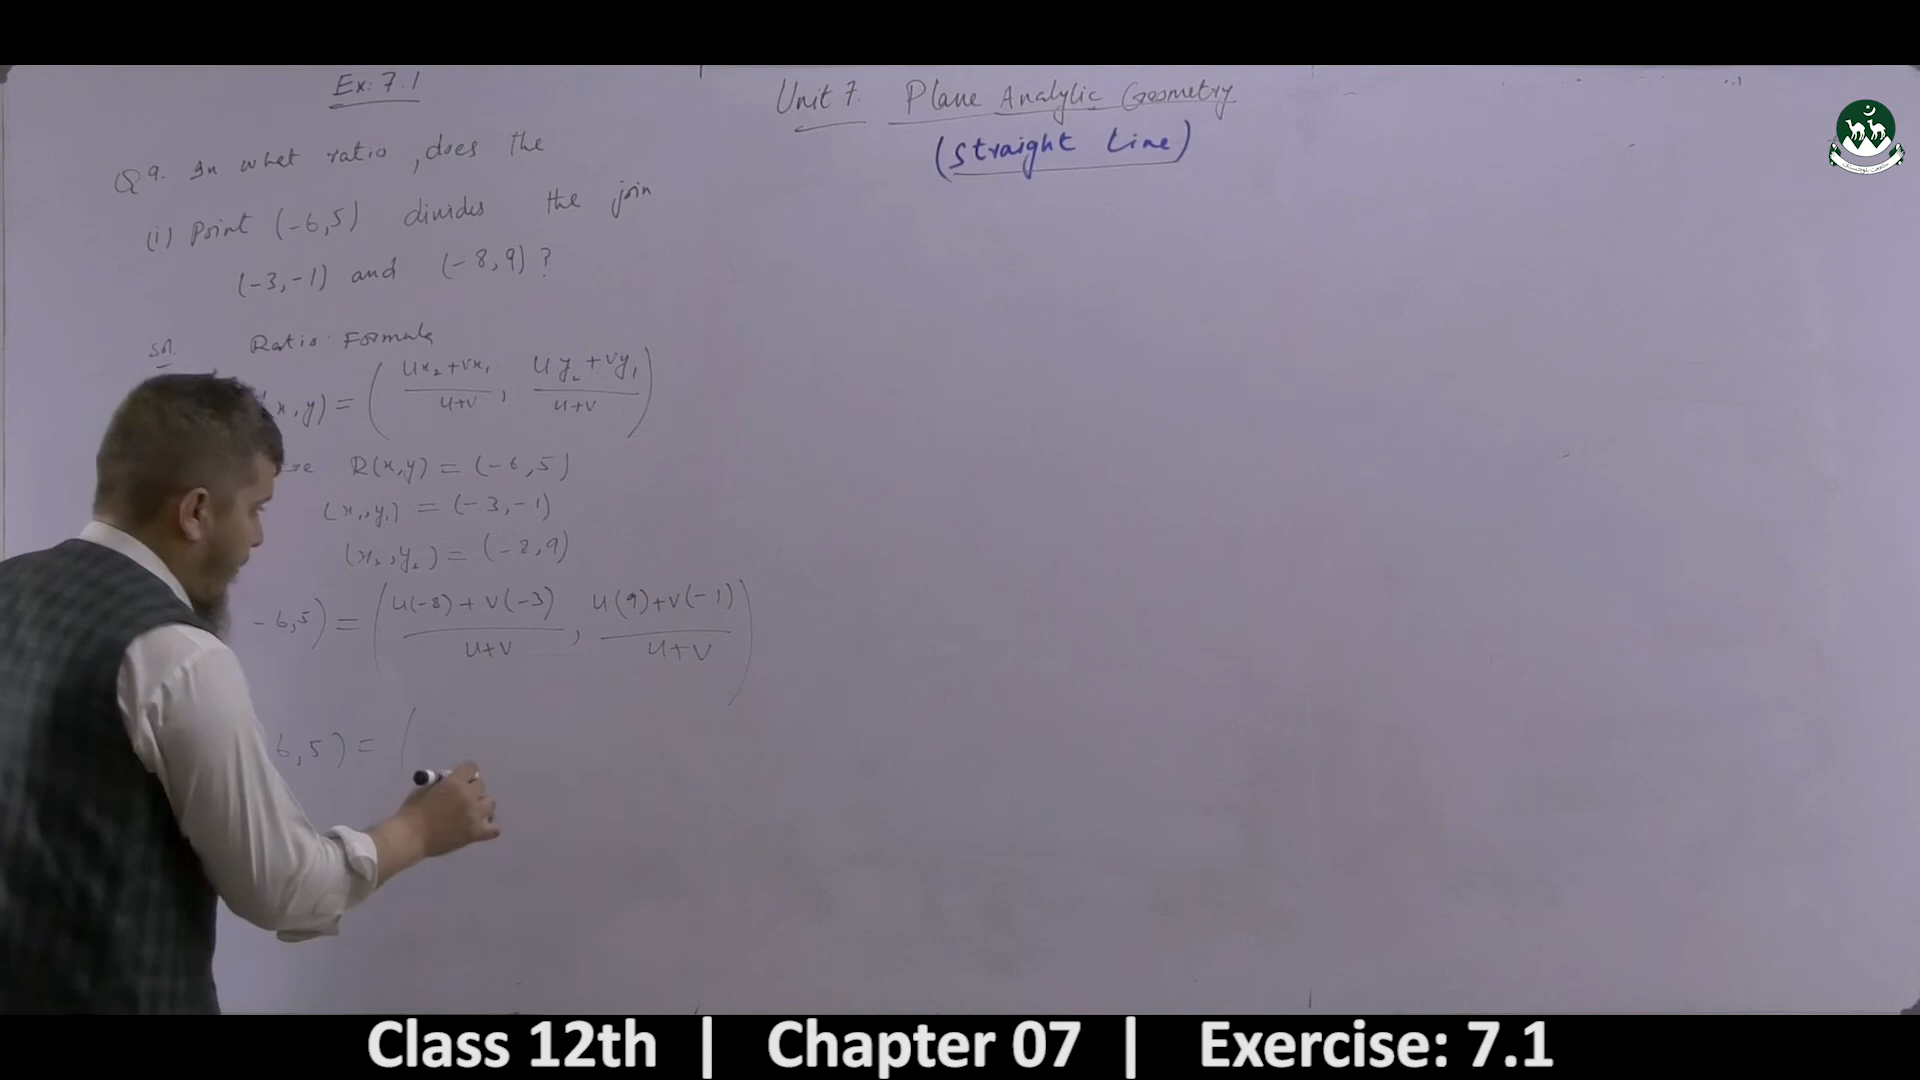 Ex: 7.1
Unit 7. Plane Analytic Geometry
(straight Line)
Q9. In what ratio, does the
(i) Point (-6,5) divides the join
(-3,-1) and (-8,9)?
Sol. Ratio Formula
x,y) = ( ux₂+vx₁ / u+v , uy₂+vy₁ / u+v )
re R(x,y) = (-6,5)
(x₁,y₁) = (-3,-1)
(x₂,y₂) = (-8,9)
-6,5) = ( u(-8)+v(-3) / u+v , u(9)+v(-1) / u+v )
6,5) = (
Class 12th | Chapter 07 | Exercise: 7.1